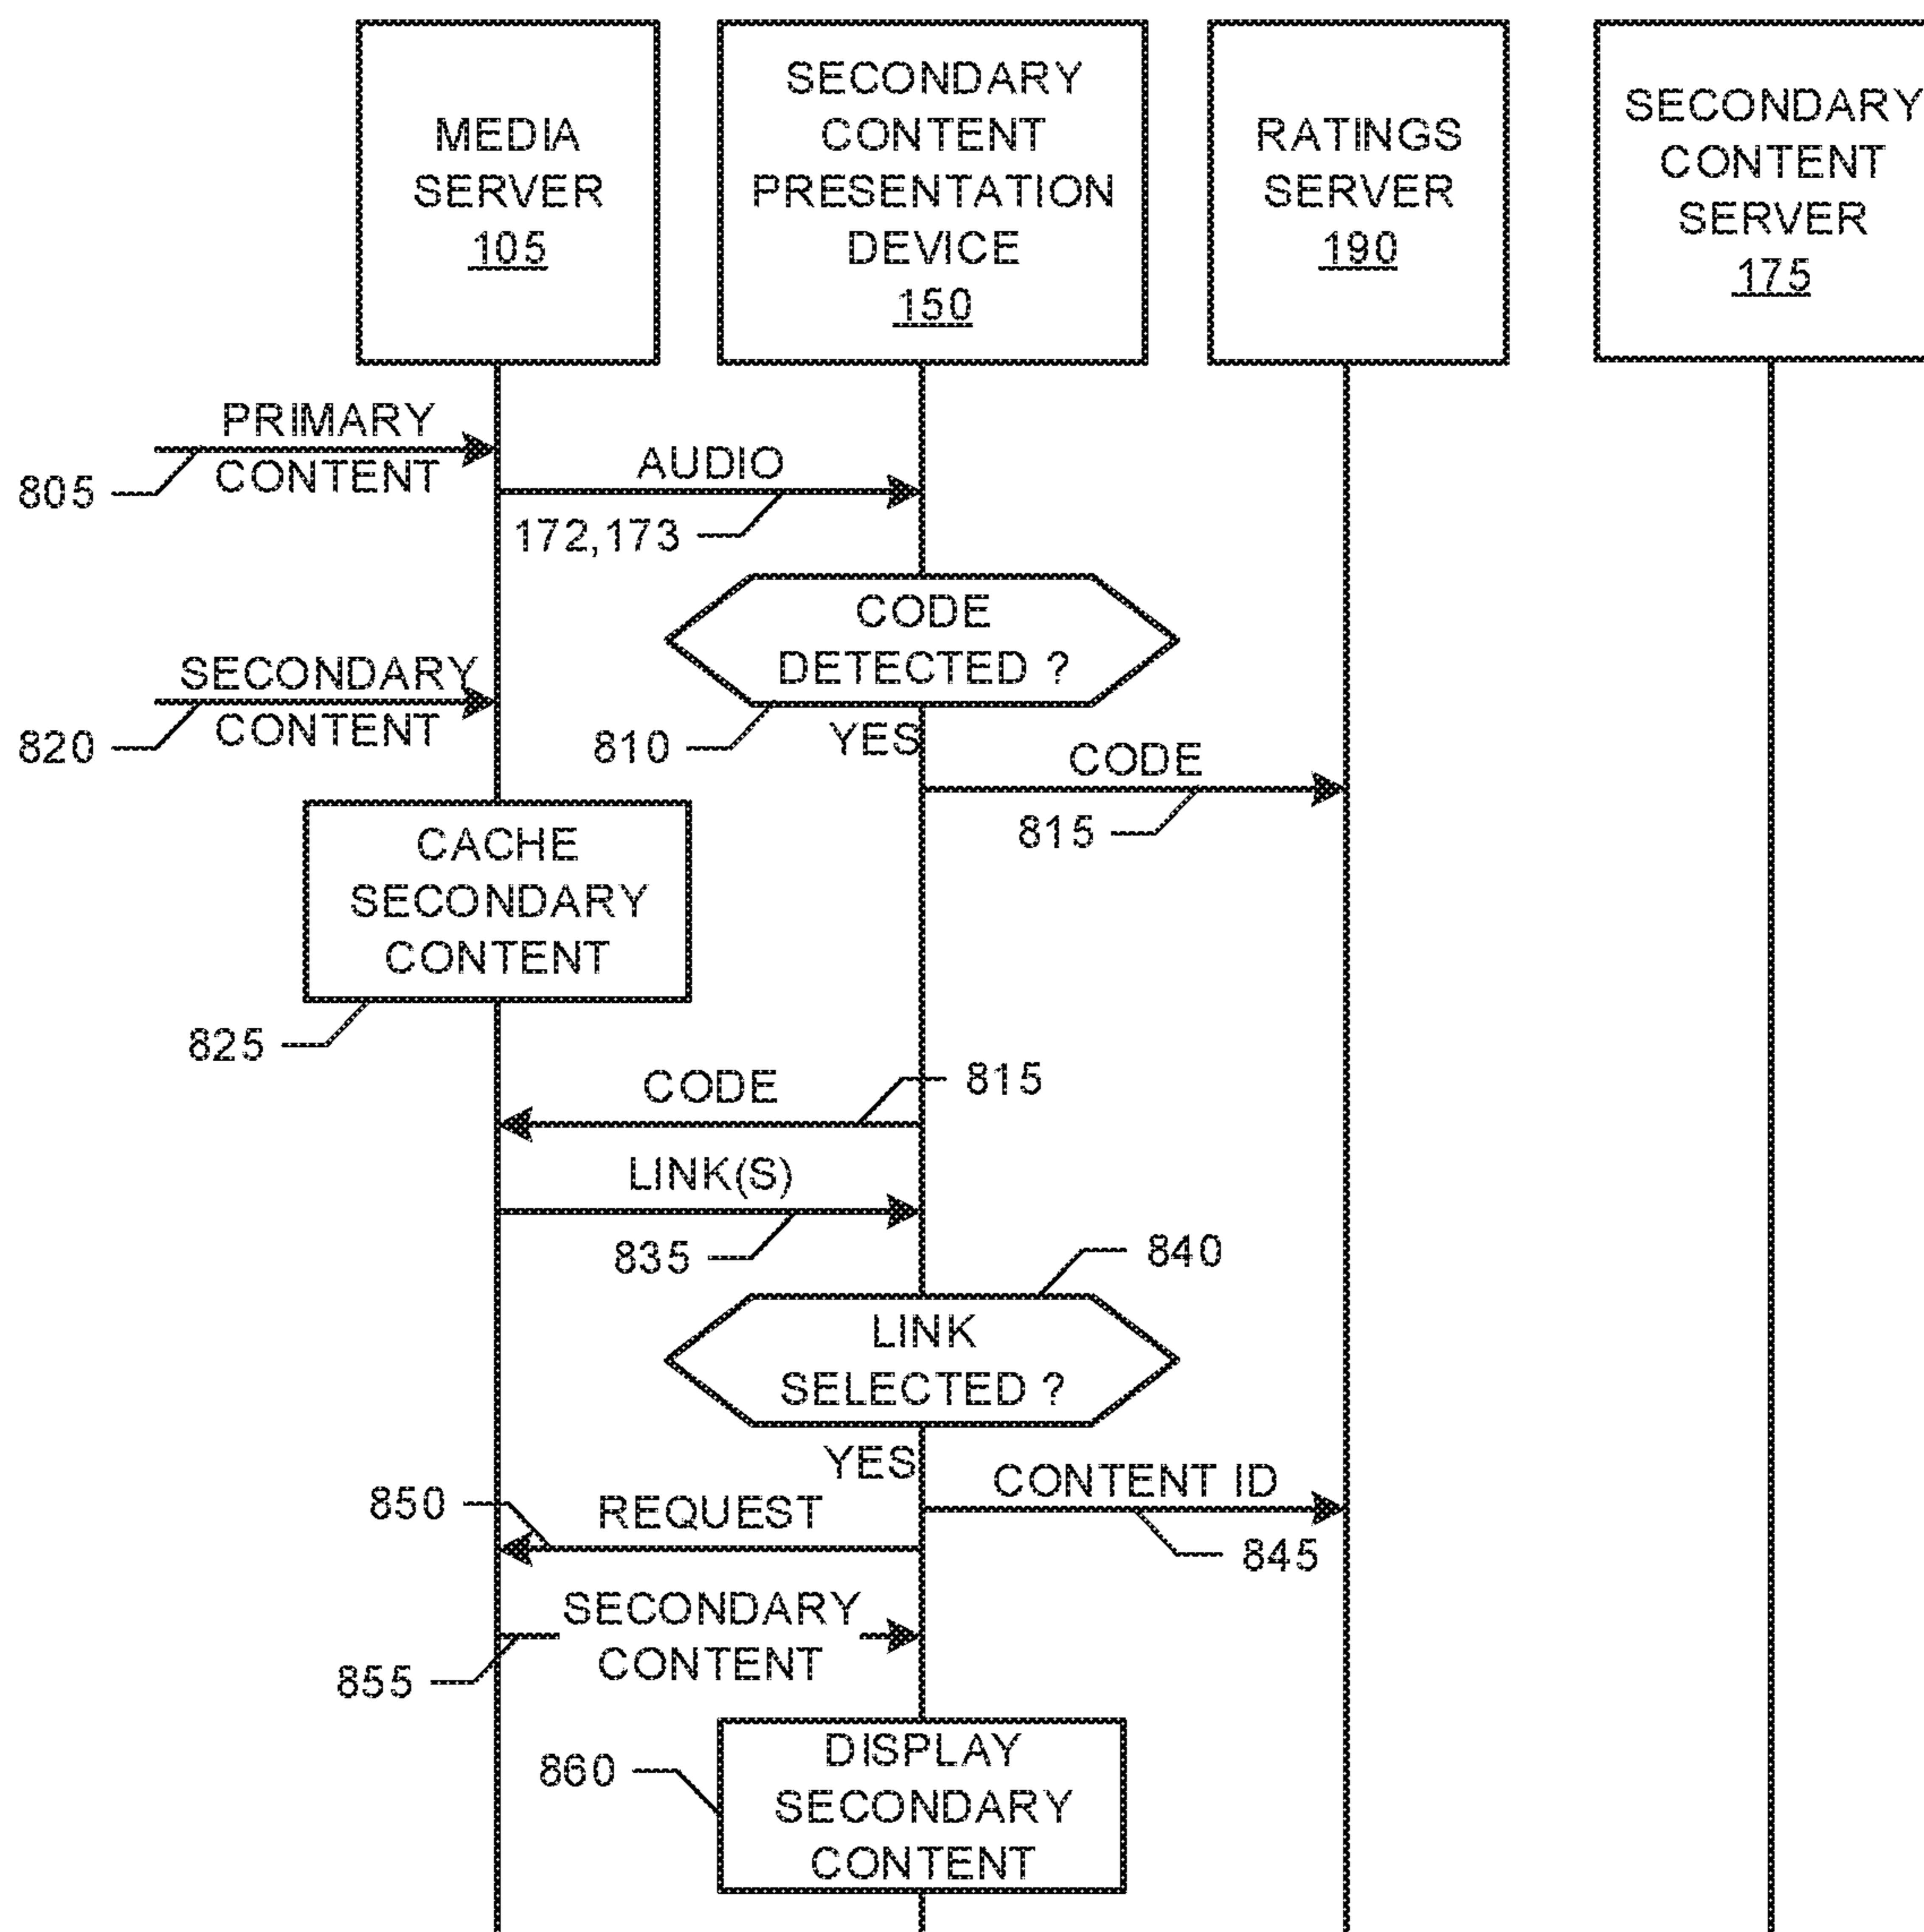 MEDIA
SERVER
105
SECONDARY
CONTENT
PRESENTATION
DEVICE
150
RATINGS
SERVER
190
SECONDARY
CONTENT
SERVER
175
PRIMARY
CONTENT
805
AUDIO
172,173
CODE
DETECTED ?
810
YES
SECONDARY
CONTENT
820
CODE
815
CACHE
SECONDARY
CONTENT
825
CODE
815
LINK(S)
835
840
LINK
SELECTED ?
YES
CONTENT ID
845
850
REQUEST
SECONDARY
CONTENT
855
860
DISPLAY
SECONDARY
CONTENT